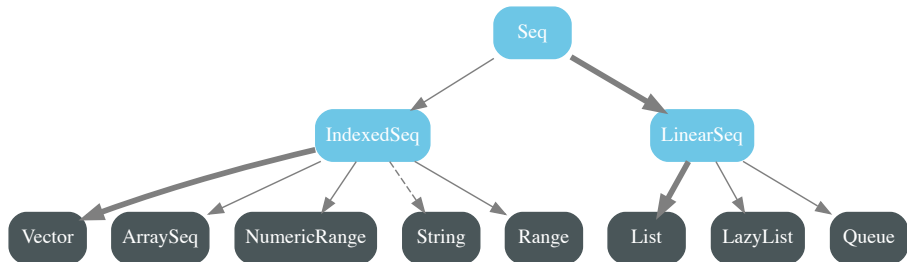 Seq
IndexedSeq
LinearSeq
Vector
ArraySeq
NumericRange
String
Range
List
LazyList
Queue